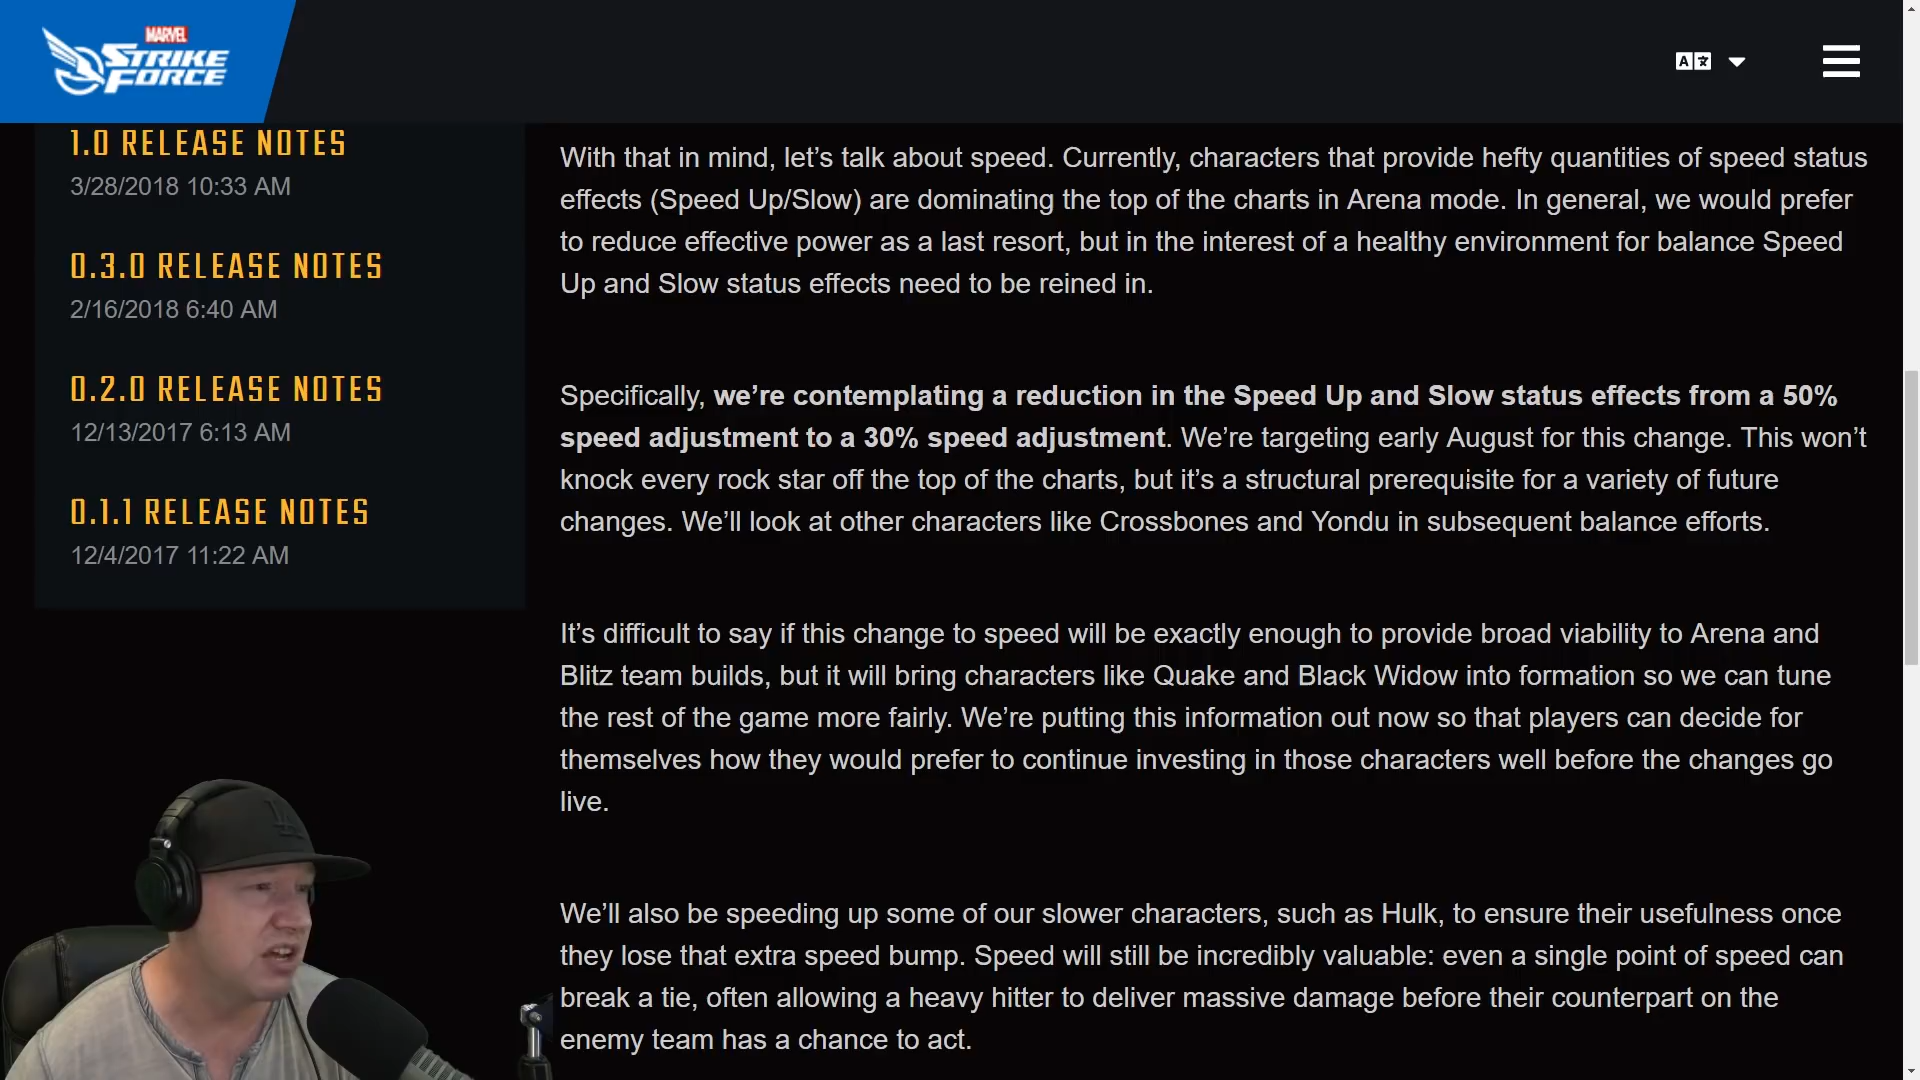 MARVEL
STRIKE
FORCE
A
1.0 RELEASE NOTES
3/28/2018 10:33 AM
0.3.0 RELEASE NOTES
2/16/2018 6:40 AM
0.2.0 RELEASE NOTES
12/13/2017 6:13 AM
0.1.1 RELEASE NOTES
12/4/2017 11:22 AM
With that in mind, let’s talk about speed. Currently, characters that provide hefty quantities of speed status
effects (Speed Up/Slow) are dominating the top of the charts in Arena mode. In general, we would prefer
to reduce effective power as a last resort, but in the interest of a healthy environment for balance Speed
Up and Slow status effects need to be reined in.
Specifically, we’re contemplating a reduction in the Speed Up and Slow status effects from a 50%
speed adjustment to a 30% speed adjustment. We’re targeting early August for this change. This won’t
knock every rock star off the top of the charts, but it’s a structural prerequisite for a variety of future
changes. We’ll look at other characters like Crossbones and Yondu in subsequent balance efforts.
It’s difficult to say if this change to speed will be exactly enough to provide broad viability to Arena and
Blitz team builds, but it will bring characters like Quake and Black Widow into formation so we can tune
the rest of the game more fairly. We’re putting this information out now so that players can decide for
themselves how they would prefer to continue investing in those characters well before the changes go
live.
We’ll also be speeding up some of our slower characters, such as Hulk, to ensure their usefulness once
they lose that extra speed bump. Speed will still be incredibly valuable: even a single point of speed can
break a tie, often allowing a heavy hitter to deliver massive damage before their counterpart on the
enemy team has a chance to act.